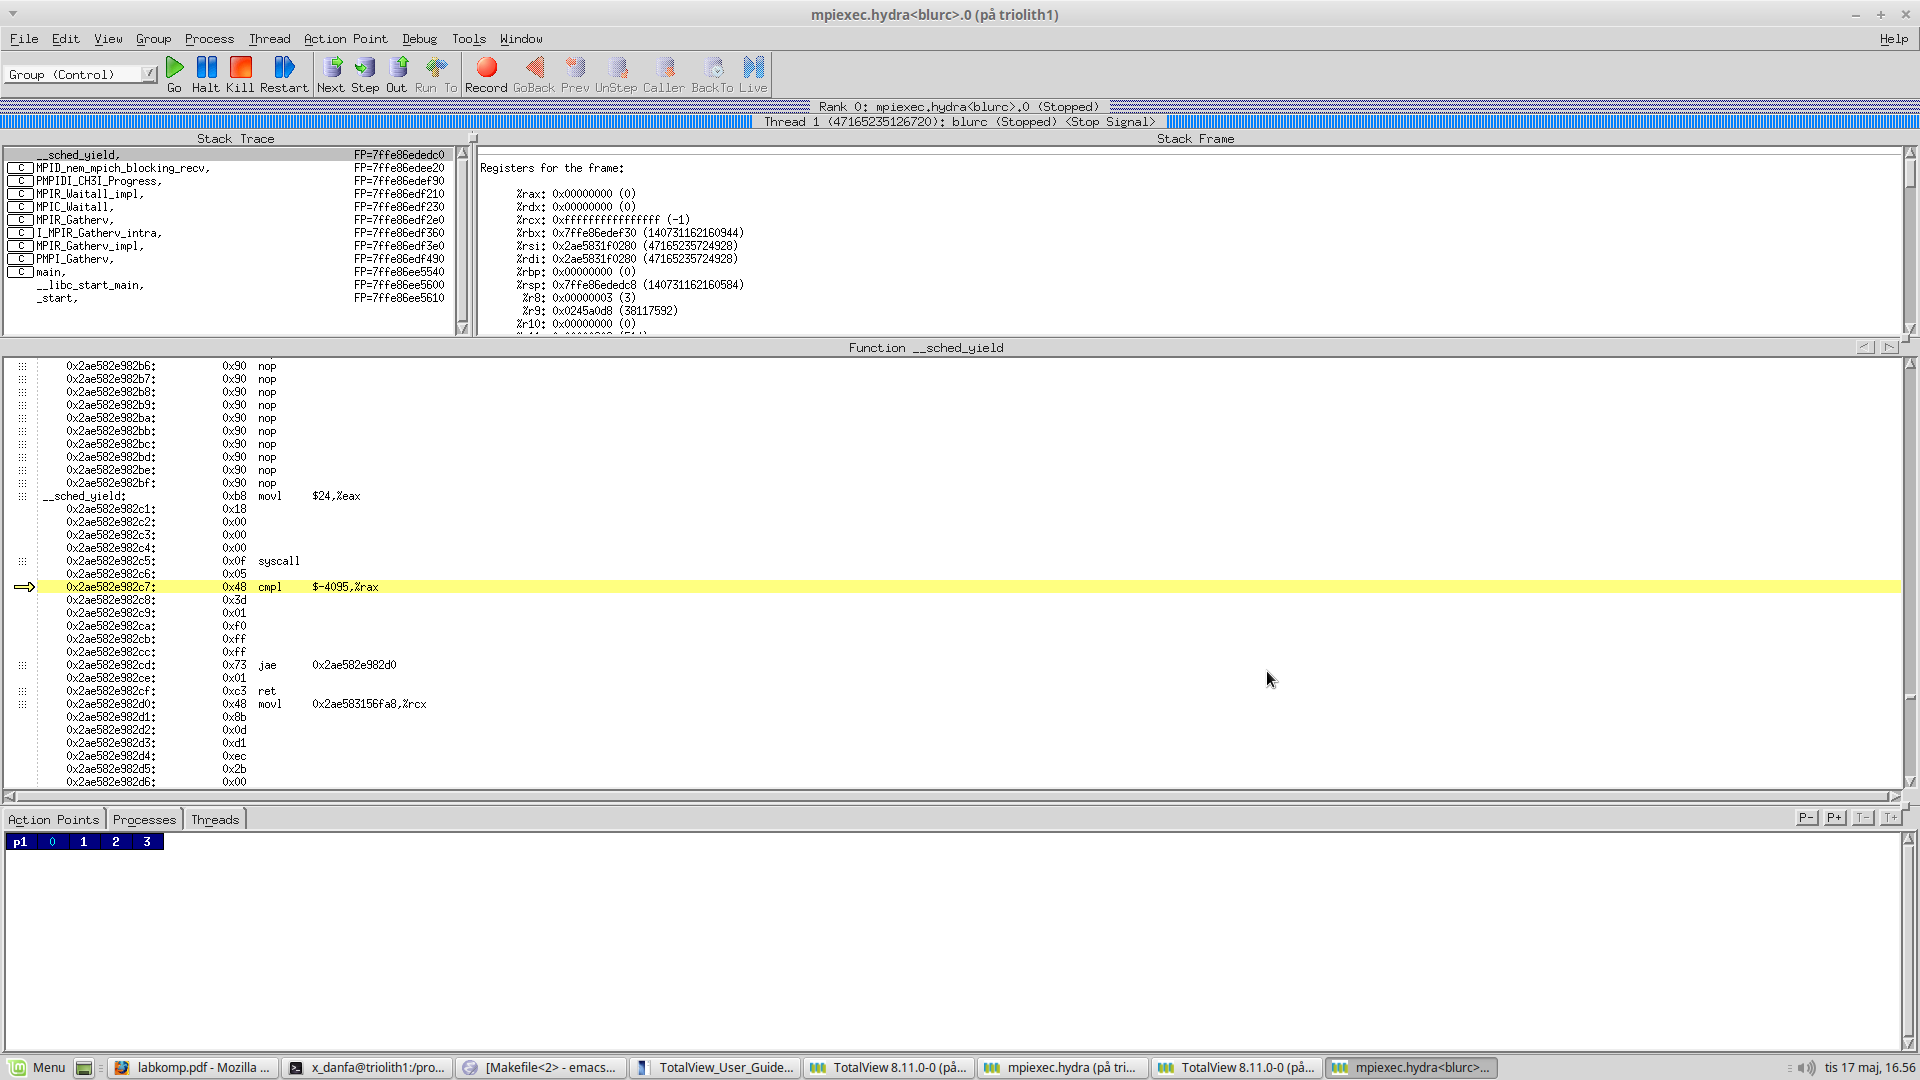 mpiexec.hydra<blurc>.0 (på triolith1)
File Edit View Group Process Thread Action Point Debug Tools Window Help
Group (Control)
Go Halt Kill Restart Next Step Out Run To Record GoBack Prev UnStep Caller BackTo Live
Rank 0: mpiexec.hydra<blurc>.0 (Stopped)
Thread 1 (47165235126720): blurc (Stopped) <Stop Signal>
Stack Trace
__sched_yield, FP=7ffe86ededc0
C MPID_nem_mpich_blocking_recv, FP=7ffe86edee20
C PMPIDI_CH3I_Progress, FP=7ffe86edef90
C MPIR_Waitall_impl, FP=7ffe86edf210
C MPIC_Waitall, FP=7ffe86edf230
C MPIR_Gatherv, FP=7ffe86edf2e0
C I_MPIR_Gatherv_intra, FP=7ffe86edf360
C MPIR_Gatherv_impl, FP=7ffe86edf3e0
C PMPI_Gatherv, FP=7ffe86edf490
C main, FP=7ffe86ee5540
__libc_start_main, FP=7ffe86ee5600
_start, FP=7ffe86ee5610
Stack Frame
Registers for the frame:
%rax: 0x00000000 (0)
%rdx: 0x00000000 (0)
%rcx: 0xffffffffffffffff (-1)
%rbx: 0x7ffe86edef30 (140731162160944)
%rsi: 0x2ae5831f0280 (47165235724928)
%rdi: 0x2ae5831f0280 (47165235724928)
%rbp: 0x00000000 (0)
%rsp: 0x7ffe86ededc8 (140731162160584)
%r8: 0x00000003 (3)
%r9: 0x0245a0d8 (38117592)
%r10: 0x00000000 (0)
Function __sched_yield
0x2ae582e982b6: 0x90 nop
0x2ae582e982b7: 0x90 nop
0x2ae582e982b8: 0x90 nop
0x2ae582e982b9: 0x90 nop
0x2ae582e982ba: 0x90 nop
0x2ae582e982bb: 0x90 nop
0x2ae582e982bc: 0x90 nop
0x2ae582e982bd: 0x90 nop
0x2ae582e982be: 0x90 nop
0x2ae582e982bf: 0x90 nop
__sched_yield: 0xb8 movl $24,%eax
0x2ae582e982c1: 0x18
0x2ae582e982c2: 0x00
0x2ae582e982c3: 0x00
0x2ae582e982c4: 0x00
0x2ae582e982c5: 0x0f syscall
0x2ae582e982c6: 0x05
0x2ae582e982c7: 0x48 cmpl $-4095,%rax
0x2ae582e982c8: 0x3d
0x2ae582e982c9: 0x01
0x2ae582e982ca: 0xf0
0x2ae582e982cb: 0xff
0x2ae582e982cc: 0xff
0x2ae582e982cd: 0x73 jae 0x2ae582e982d0
0x2ae582e982ce: 0x01
0x2ae582e982cf: 0xc3 ret
0x2ae582e982d0: 0x48 movl 0x2ae583156fa8,%rcx
0x2ae582e982d1: 0x8b
0x2ae582e982d2: 0x0d
0x2ae582e982d3: 0xd1
0x2ae582e982d4: 0xec
0x2ae582e982d5: 0x2b
0x2ae582e982d6: 0x00
Action Points Processes Threads P- P+ T- T+
p1 0 1 2 3
Menu labkomp.pdf - Mozilla ... x_danfa@triolith1:/pro... [Makefile<2> - emacs... TotalView_User_Guide... TotalView 8.11.0-0 (på... mpiexec.hydra (på tri... TotalView 8.11.0-0 (på... mpiexec.hydra<blurc>... tis 17 maj, 16.56